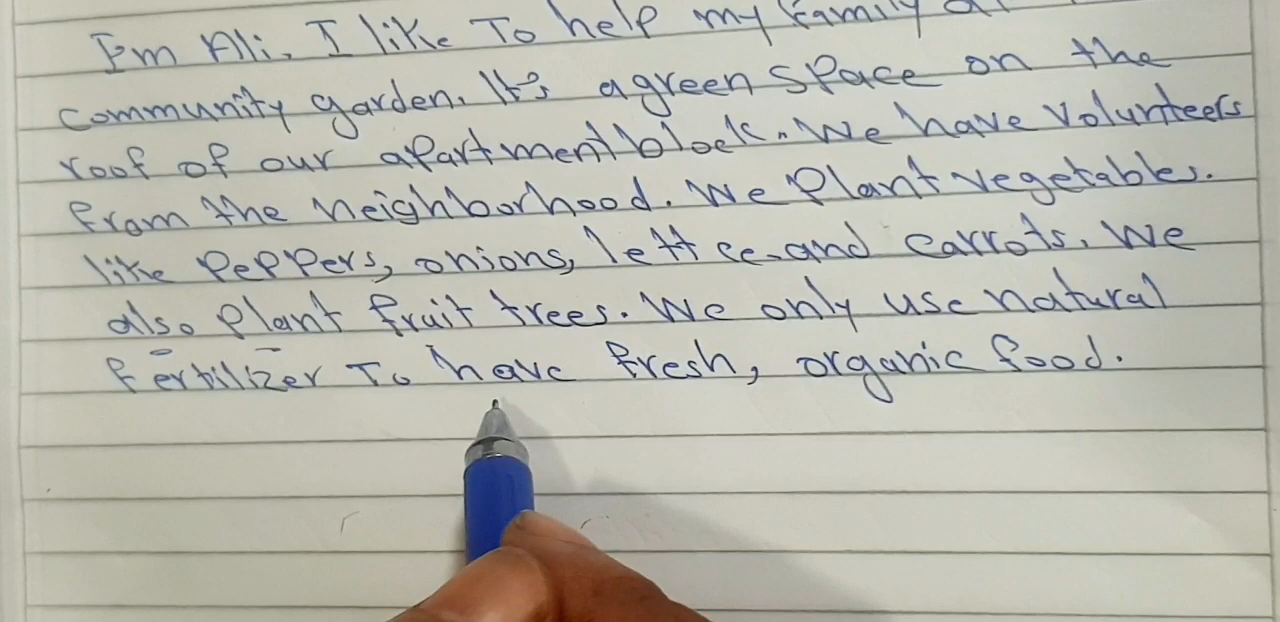 I'm Ali. I like To help my family
community garden. It's a green space on the
roof of our apartment block. We have volunteers
from the neighborhood. We plant vegetables.
like peppers, onions, lettce and carrots. We
also plant fruit trees. We only use natural
fertilizer To have fresh, organic food.